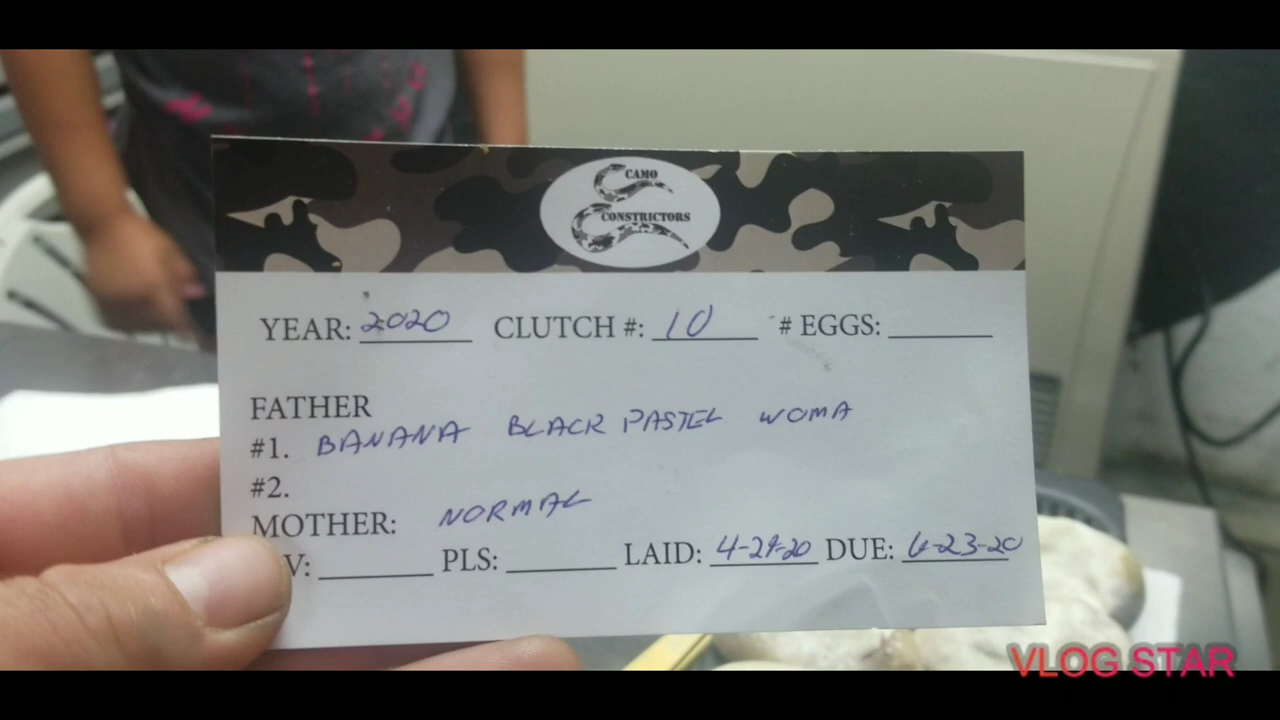 CAMO
CONSTRICTORS
YEAR: 2020 CLUTCH #: 10 # EGGS:
FATHER
#1. BANANA BLACK PASTEL WOMA
#2.
MOTHER: NORMAL
V: PLS: LAID: 4-29-20 DUE: 6-23-20
VLOG STAR